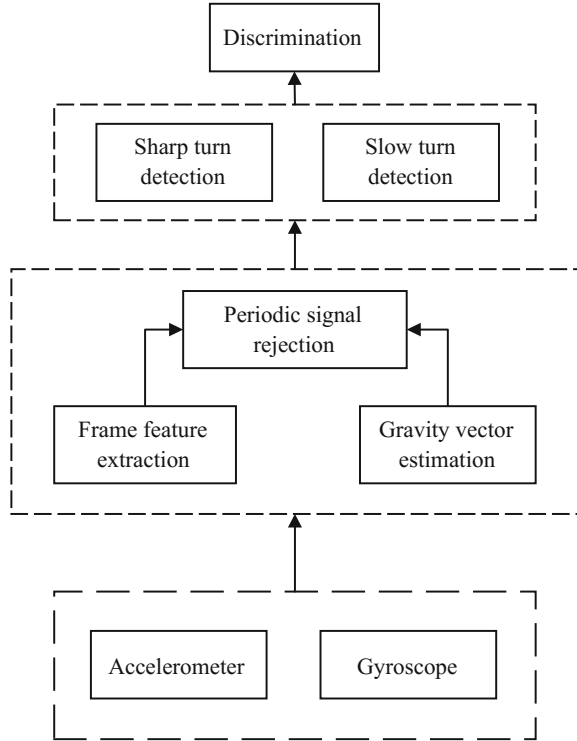 Discrimination
Sharp turn
detection
Slow turn
detection
Periodic signal
rejection
Frame feature
extraction
Gravity vector
estimation
Accelerometer
Gyroscope